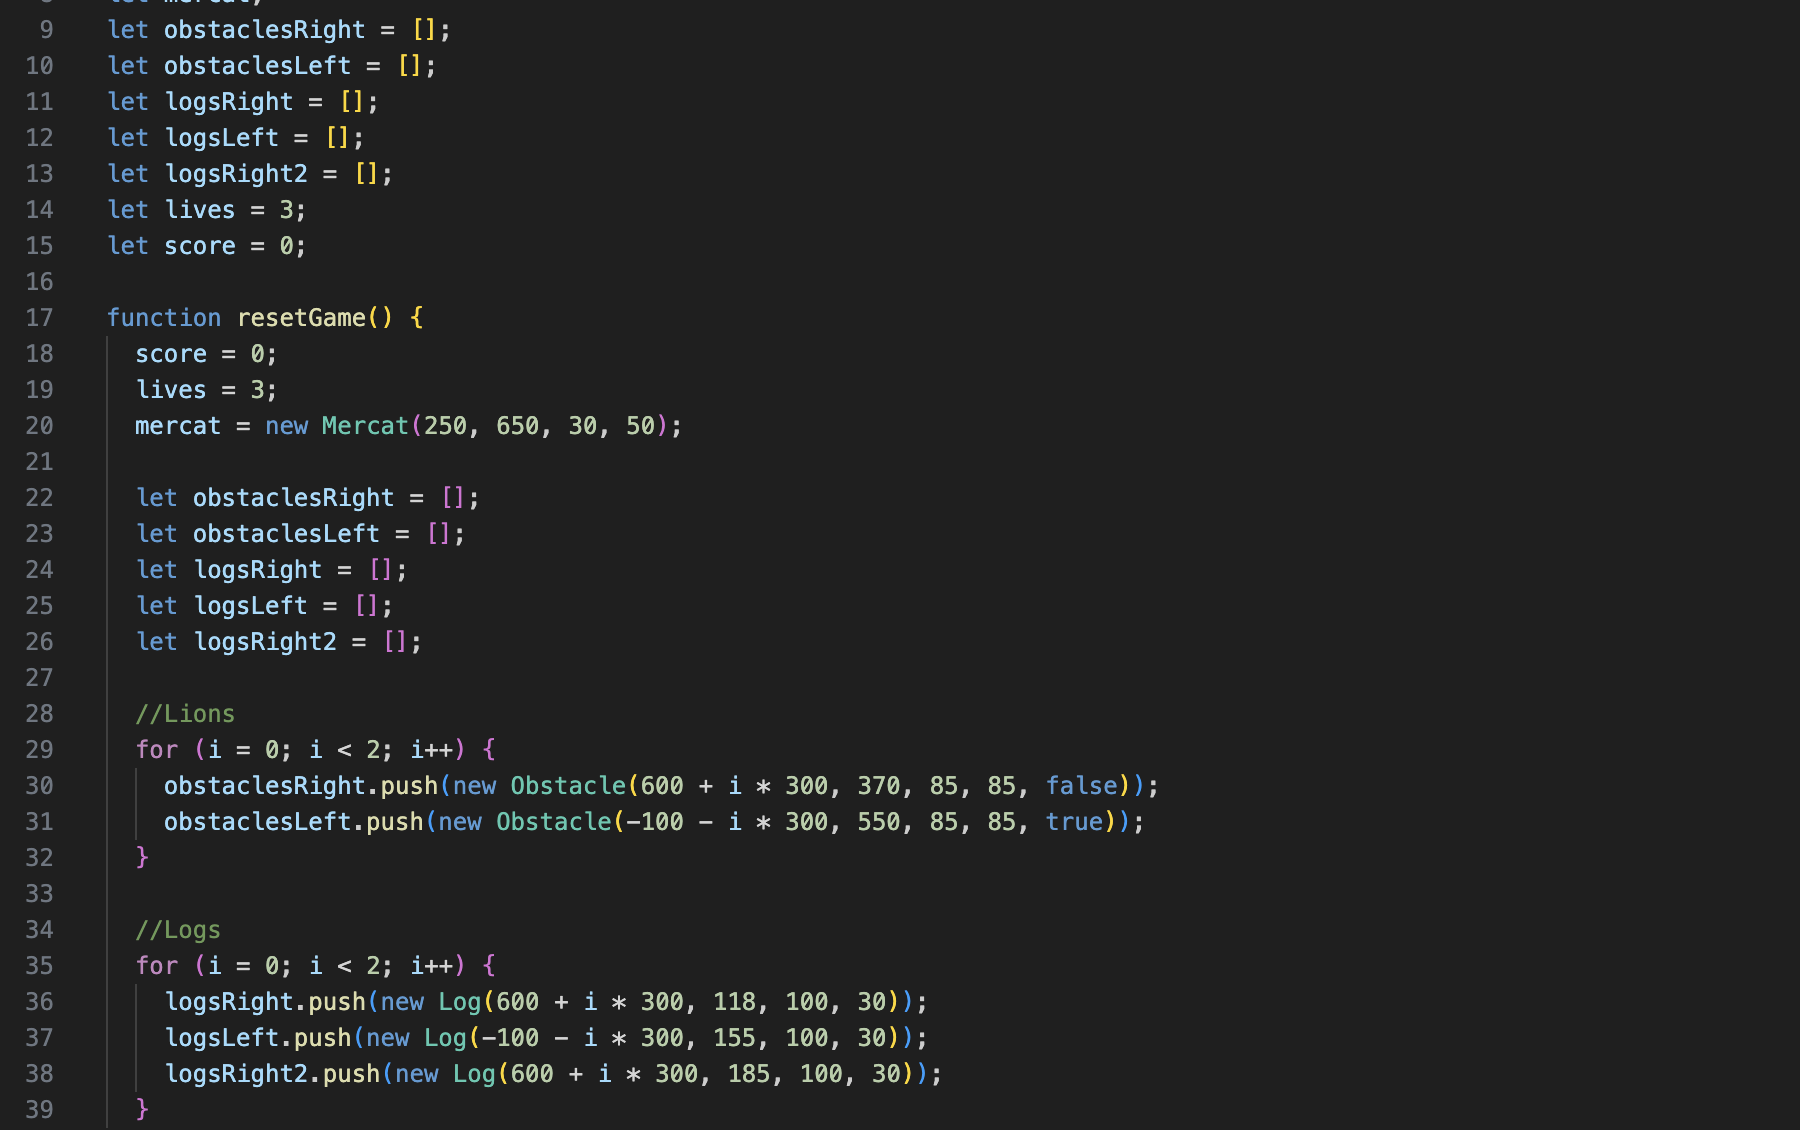 8 let mercat;
9 let obstaclesRight = [];
10 let obstaclesLeft = [];
11 let logsRight = [];
12 let logsLeft = [];
13 let logsRight2 = [];
14 let lives = 3;
15 let score = 0;
16
17 function resetGame() {
18 score = 0;
19 lives = 3;
20 mercat = new Mercat(250, 650, 30, 50);
21
22 let obstaclesRight = [];
23 let obstaclesLeft = [];
24 let logsRight = [];
25 let logsLeft = [];
26 let logsRight2 = [];
27
28 //Lions
29 for (i = 0; i < 2; i++) {
30 obstaclesRight.push(new Obstacle(600 + i * 300, 370, 85, 85, false));
31 obstaclesLeft.push(new Obstacle(-100 - i * 300, 550, 85, 85, true));
32 }
33
34 //Logs
35 for (i = 0; i < 2; i++) {
36 logsRight.push(new Log(600 + i * 300, 118, 100, 30));
37 logsLeft.push(new Log(-100 - i * 300, 155, 100, 30));
38 logsRight2.push(new Log(600 + i * 300, 185, 100, 30));
39 }